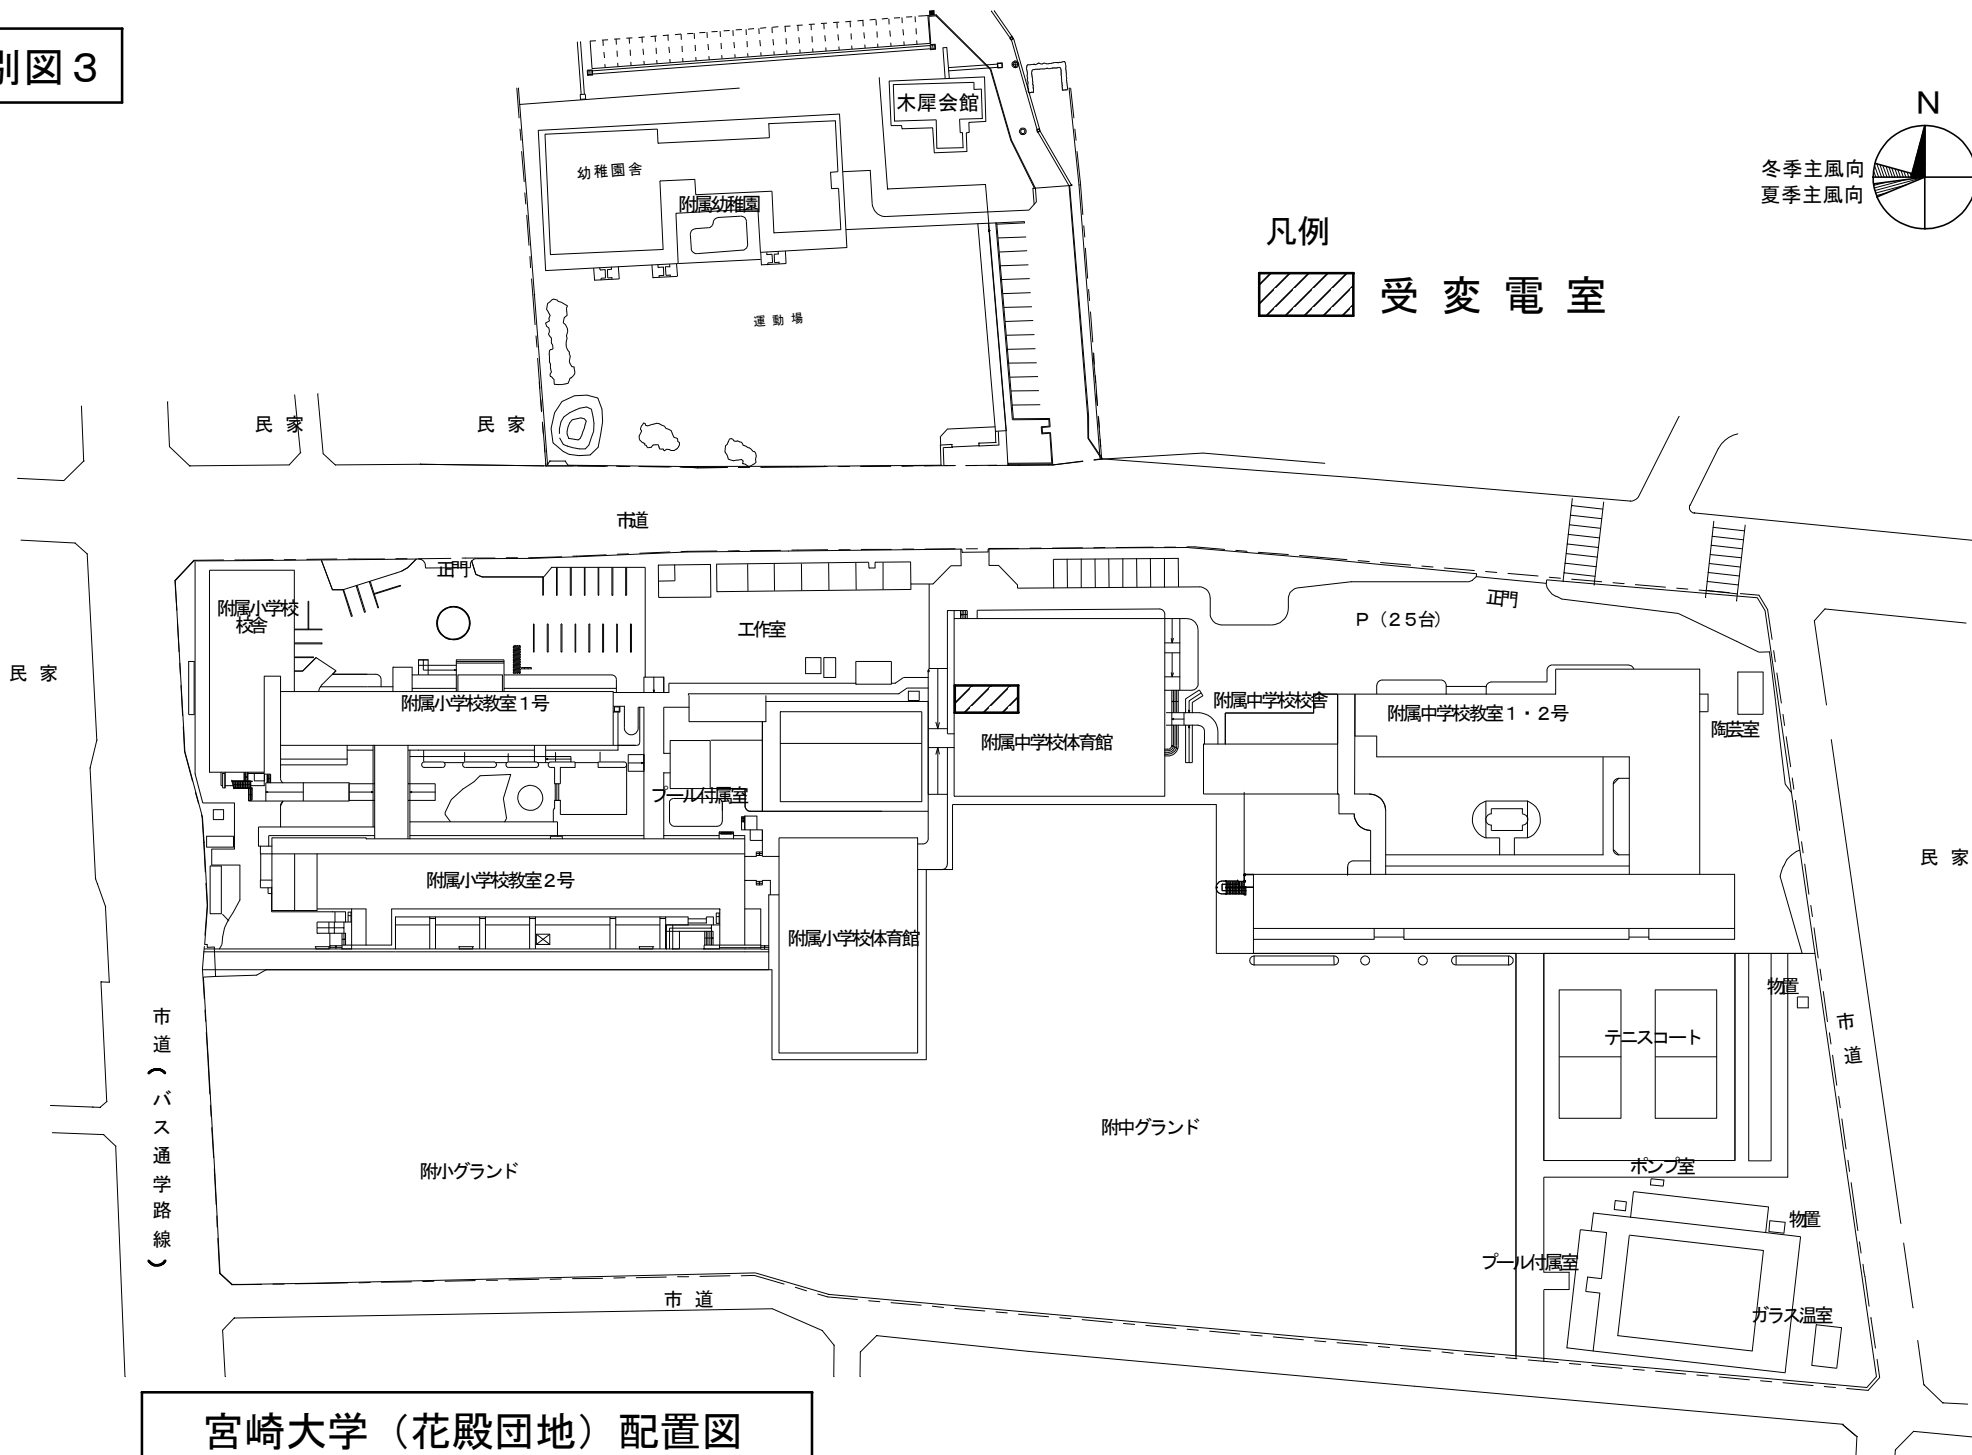 別図３
木犀会館
幼稚園舎
附属幼稚園
運動場
N
冬季主風向
夏季主風向
凡例
受変電室
民家
民家
市道
正門
附属小学校
校舎
工作室
正門
P（25台）
民家
附属小学校教室１号
附属中学校体育館
附属中学校校舎
附属中学校教室１・２号
陶芸室
プール付属室
附属小学校教室２号
民家
附属小学校体育館
物置
テニスコート
市道
市道（バス通学路線）
附中グランド
附小グランド
ポンプ室
物置
プール付属室
ガラス温室
市道
宮崎大学（花殿団地）配置図